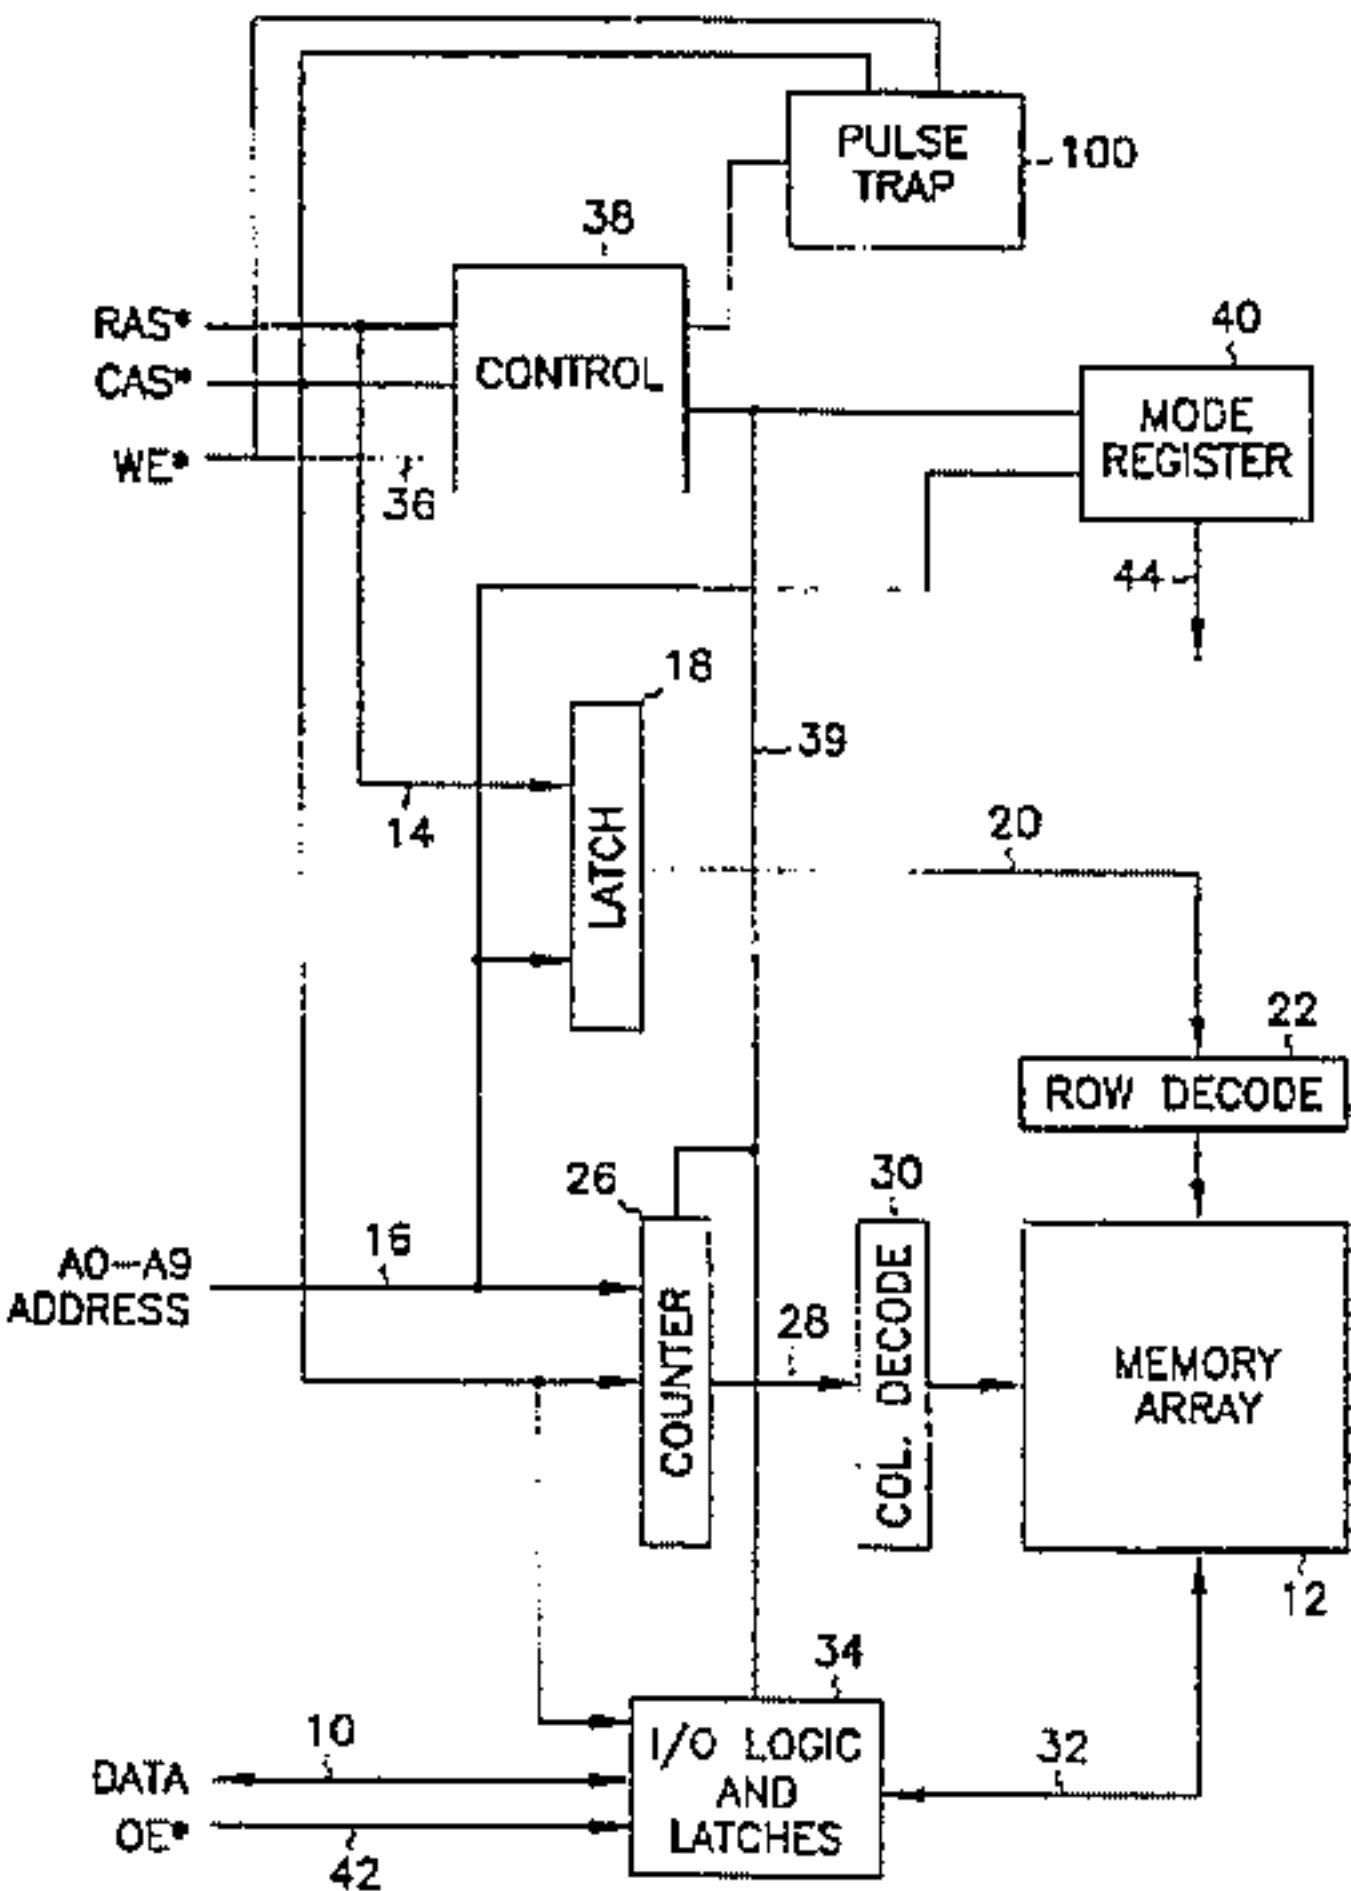 PULSE
TRAP
100
38
RAS*
CAS*
WE*
36
CONTROL
40
MODE
REGISTER
44
18
39
14
LATCH
20
22
ROW DECODE
26
30
A0-A9
ADDRESS
16
COUNTER
28
COL. DECODE
MEMORY
ARRAY
12
34
10
DATA
OE*
42
I/O LOGIC
AND
LATCHES
32